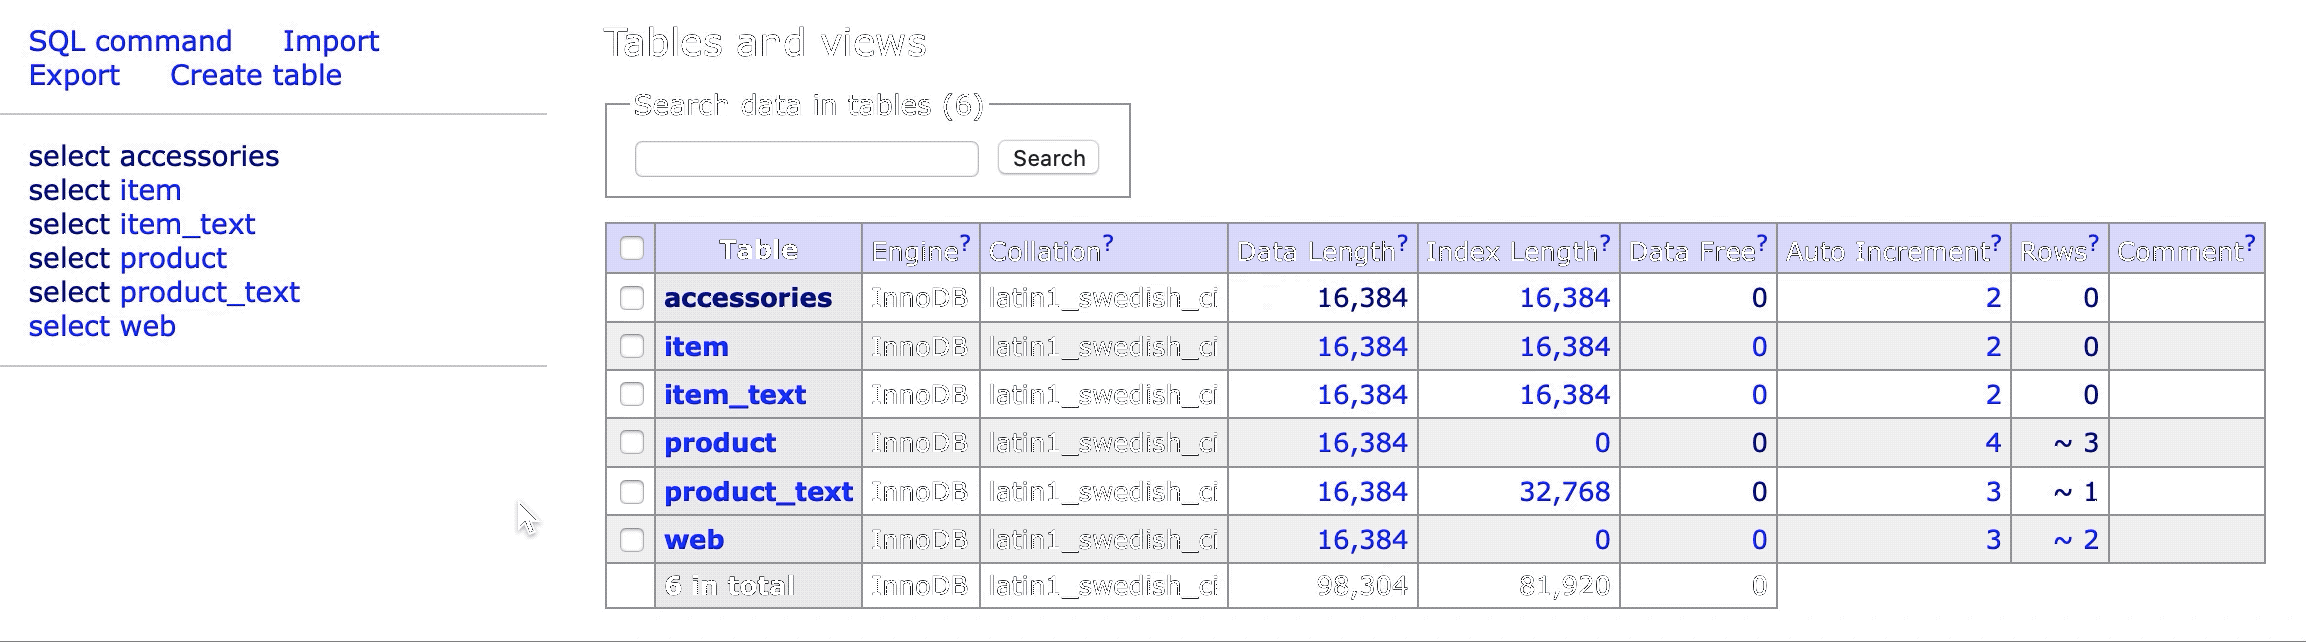 SQL command Import
Export Create table
select accessories
select item
select item_text
select product
select product_text
select web
Tables and views
Search data in tables (6)
Search
Table Engine? Collation? Data Length? Index Length? Data Free? Auto Increment? Rows? Comment?
accessories InnoDB latin1_swedish_ci 16,384 16,384 0 2 0
item InnoDB latin1_swedish_ci 16,384 16,384 0 2 0
item_text InnoDB latin1_swedish_ci 16,384 16,384 0 2 0
product InnoDB latin1_swedish_ci 16,384 0 0 4 ~ 3
product_text InnoDB latin1_swedish_ci 16,384 32,768 0 3 ~ 1
web InnoDB latin1_swedish_ci 16,384 0 0 3 ~ 2
6 in total InnoDB latin1_swedish_ci 98,304 81,920 0